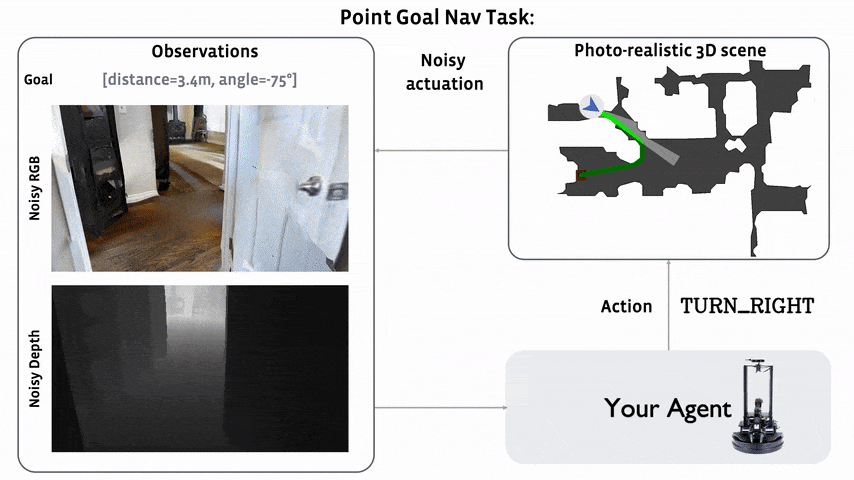 Point Goal Nav Task:
Observations
Goal
[distance=3.4m, angle=-75°]
Noisy RGB
Noisy Depth
Noisy
actuation
Photo-realistic 3D scene
Action
TURN_RIGHT
Your Agent